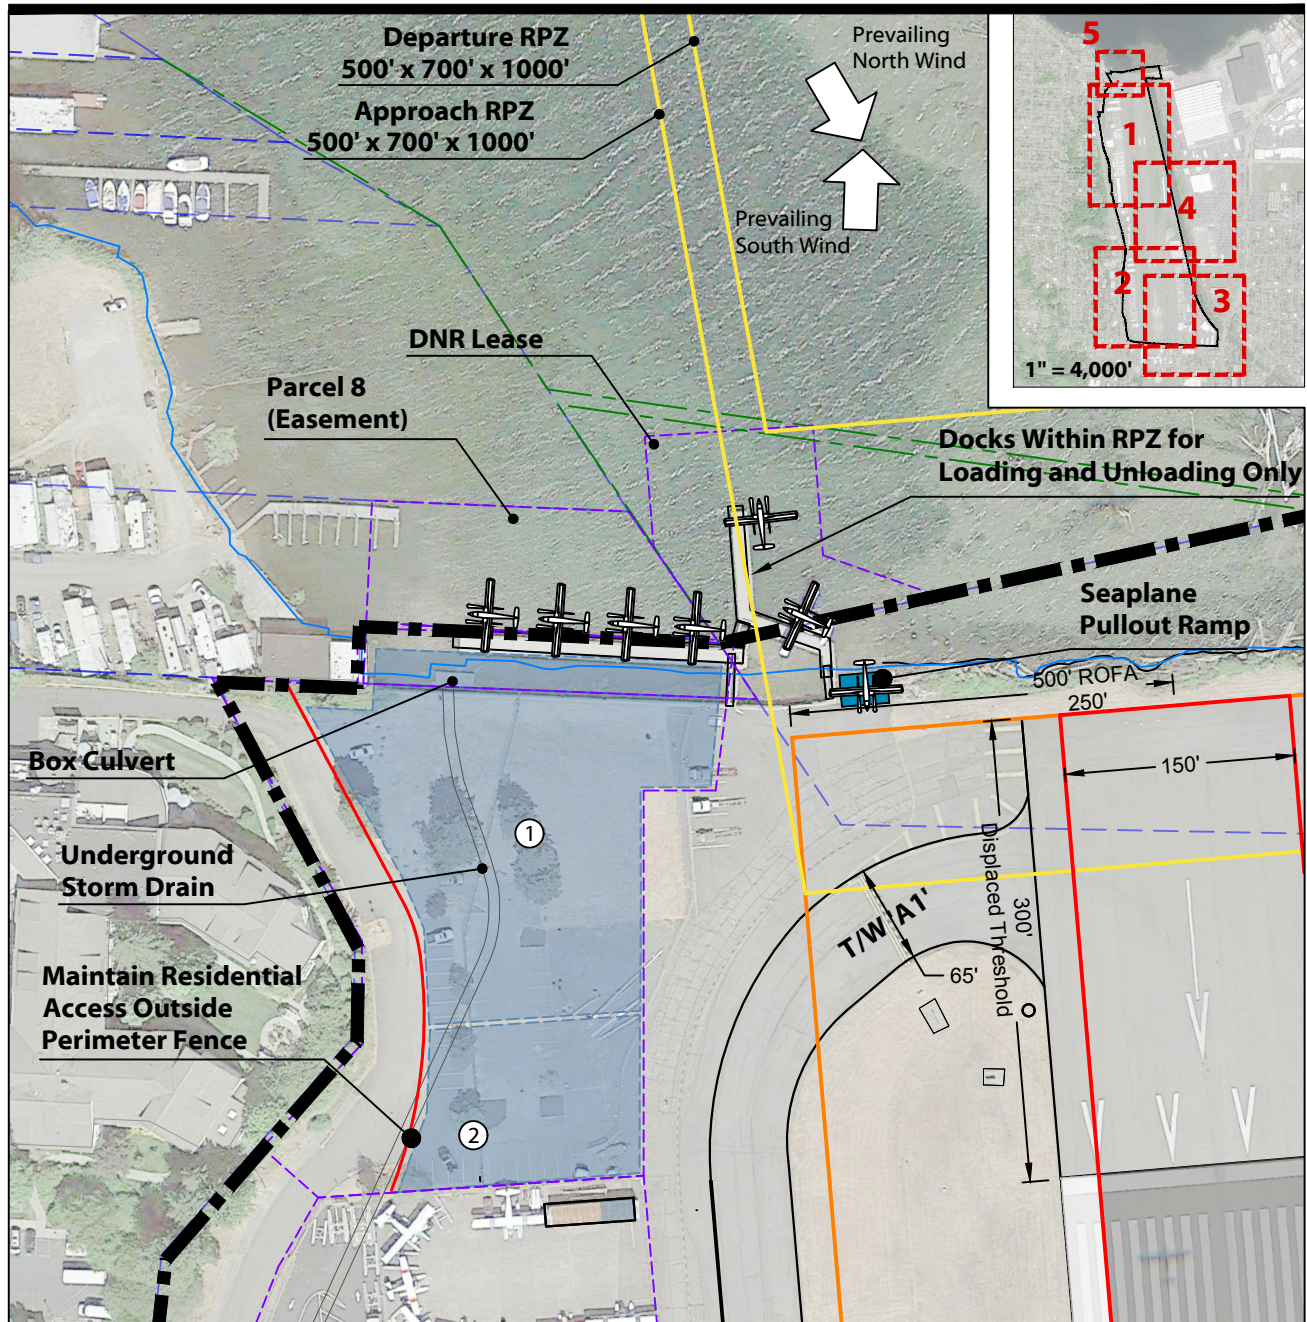 Departure RPZ
500' x 700' x 1000'
Approach RPZ
500' x 700' x 1000'
Prevailing
North Wind
Prevailing
South Wind
5
1
4
2
3
1" = 4,000'
DNR Lease
Parcel 8
(Easement)
Docks Within RPZ for
Loading and Unloading Only
Seaplane
Pullout Ramp
500' ROFA
250'
150'
Box Culvert
1
Underground
Storm Drain
Displaced Threshold
300'
T/W 'A1'
65'
Maintain Residential
Access Outside
Perimeter Fence
2